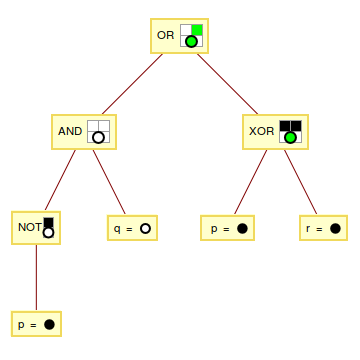 OR
AND
XOR
NOT
q =
p =
r =
p =